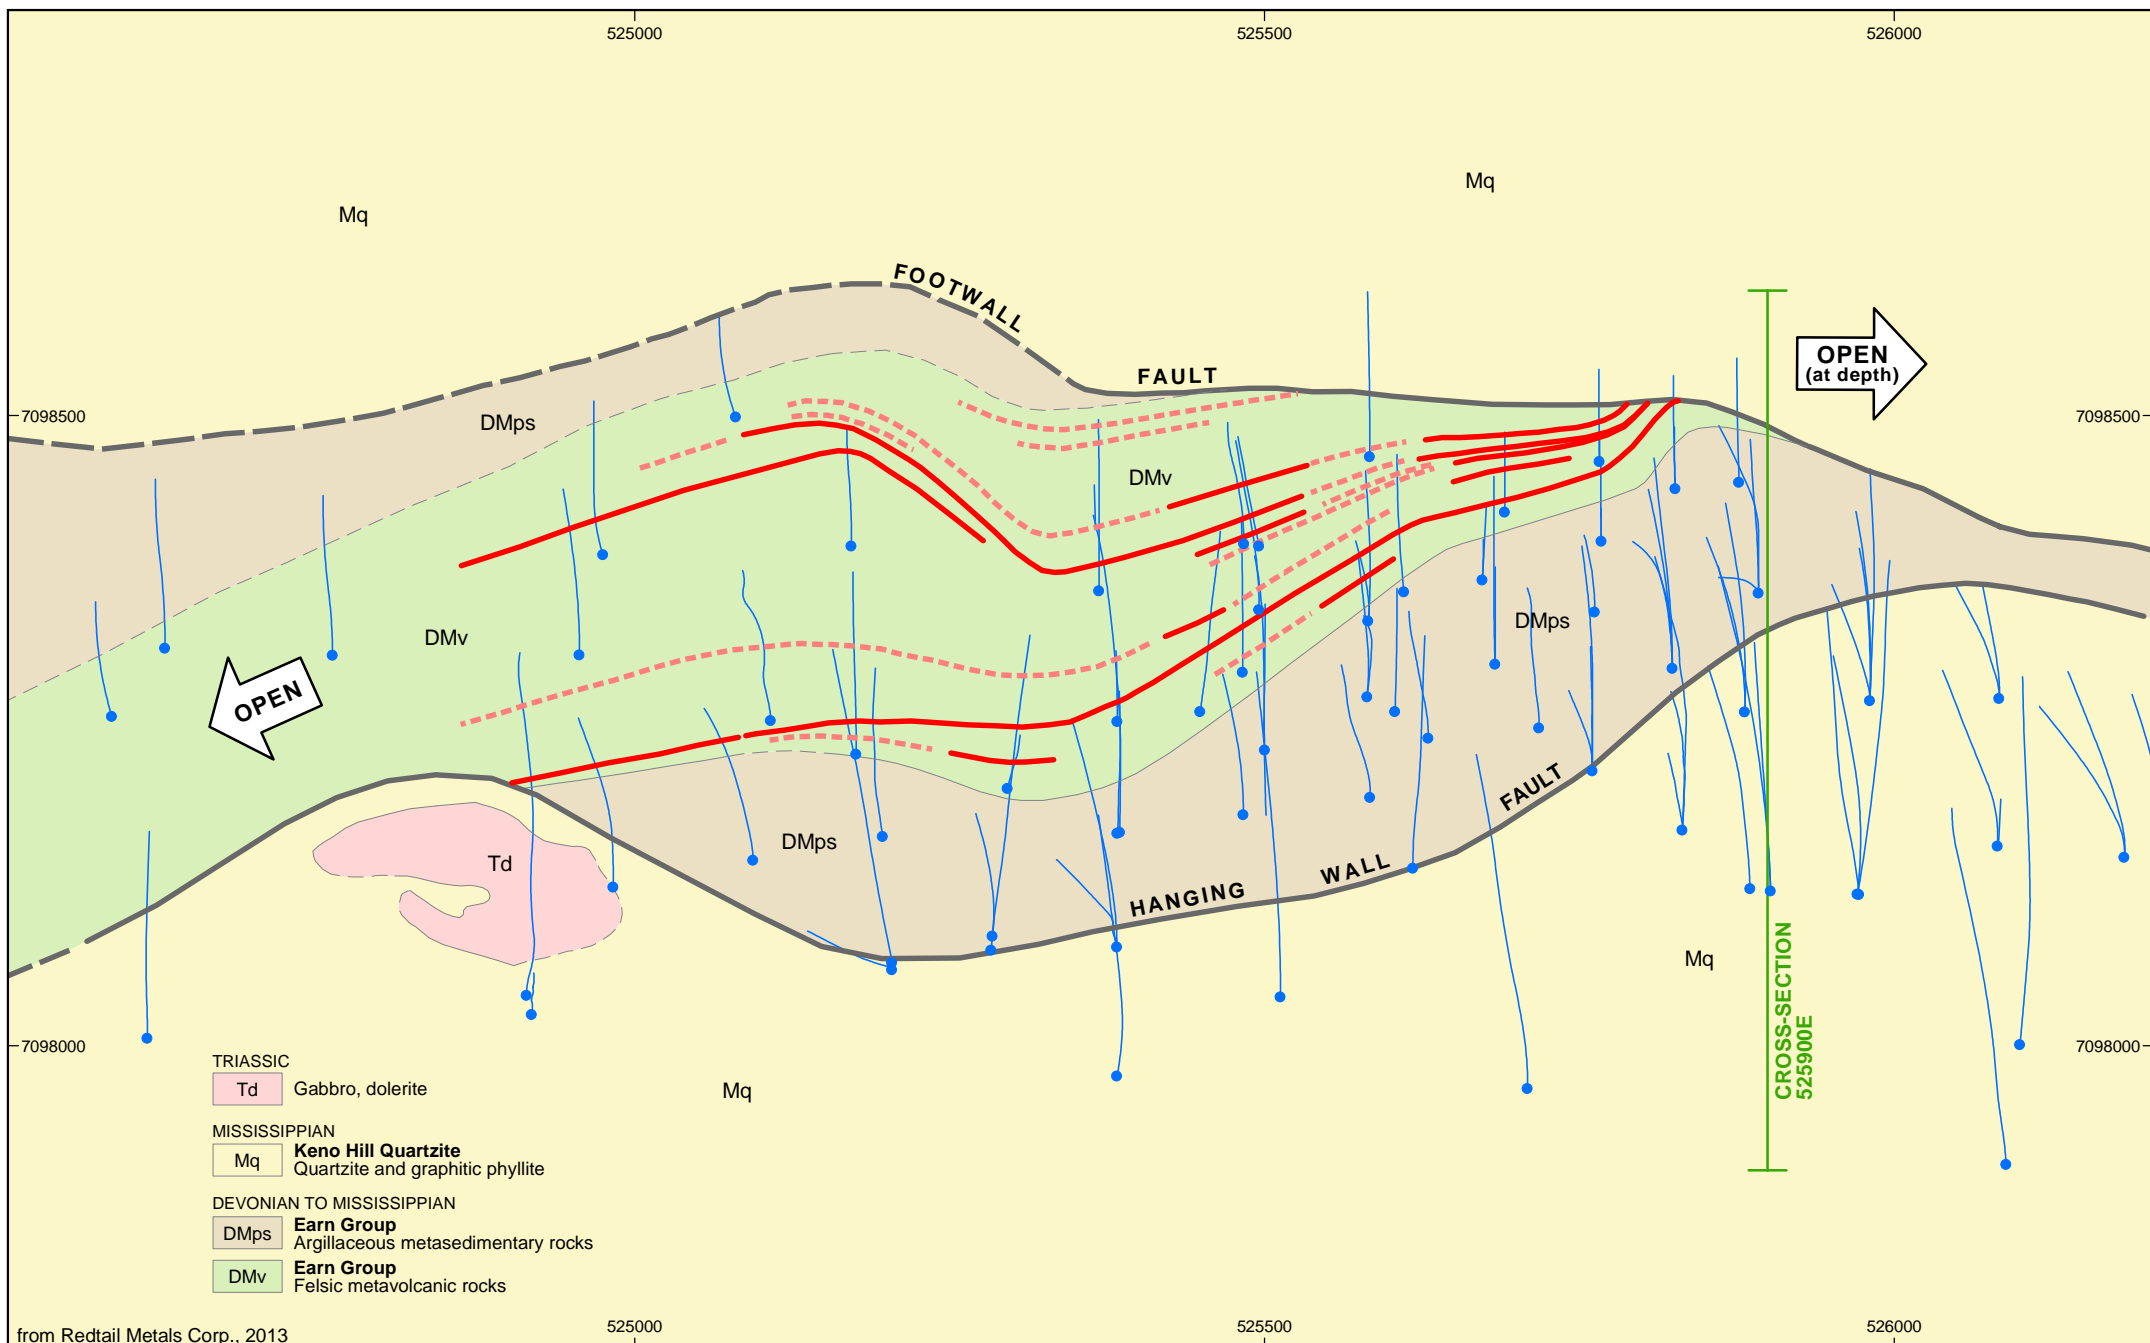 525000
525500
526000
Mq
Mq
FOOTWALL
FAULT
OPEN
(at depth)
7098500
7098500
DMps
DMv
DMv
DMps
OPEN
Td
DMps
HANGING
WALL
FAULT
Mq
CROSS-SECTION
525900E
7098000
7098000
Mq
TRIASSIC
Td
Gabbro, dolerite
MISSISSIPPIAN
Mq
Keno Hill Quartzite
Quartzite and graphitic phyllite
DEVONIAN TO MISSISSIPPIAN
DMps
Earn Group
Argillaceous metasedimentary rocks
DMv
Earn Group
Felsic metavolcanic rocks
from Redtail Metals Corp., 2013
525000
525500
526000